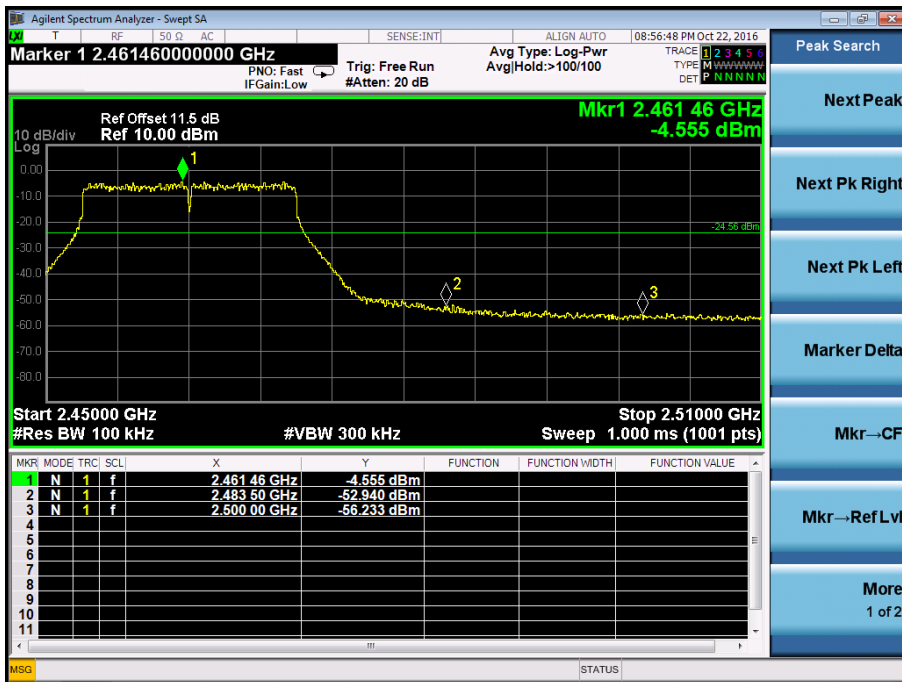 Agilent Spectrum Analyzer - Swept SA
LXI T RF 50 Ω AC SENSE:INT ALIGN AUTO 08:56:48 PM Oct 22, 2016
Marker 1 2.461460000000 GHz
PNO: Fast
IFGain:Low
Trig: Free Run
#Atten: 20 dB
Avg Type: Log-Pwr
Avg|Hold:>100/100
TRACE 1 2 3 4 5 6
TYPE M WWWWW
DET P N N N N N
Peak Search
Next Peak
Next Pk Right
Next Pk Left
Marker Delta
Mkr→CF
Mkr→Ref Lvl
More
1 of 2
Mkr1 2.461 46 GHz
-4.555 dBm
Ref Offset 11.5 dB
10 dB/div Ref 10.00 dBm
Log
0.00
-10.0
-20.0
-30.0
-40.0
-50.0
-60.0
-70.0
-80.0
1
-24.56 dBm
2
3
Start 2.45000 GHz Stop 2.51000 GHz
#Res BW 100 kHz #VBW 300 kHz Sweep 1.000 ms (1001 pts)
MKR MODE TRC SCL X Y FUNCTION FUNCTION WIDTH FUNCTION VALUE
1 N 1 f 2.461 46 GHz -4.555 dBm
2 N 1 f 2.483 50 GHz -52.940 dBm
3 N 1 f 2.500 00 GHz -56.233 dBm
4
5
6
7
8
9
10
11
MSG STATUS